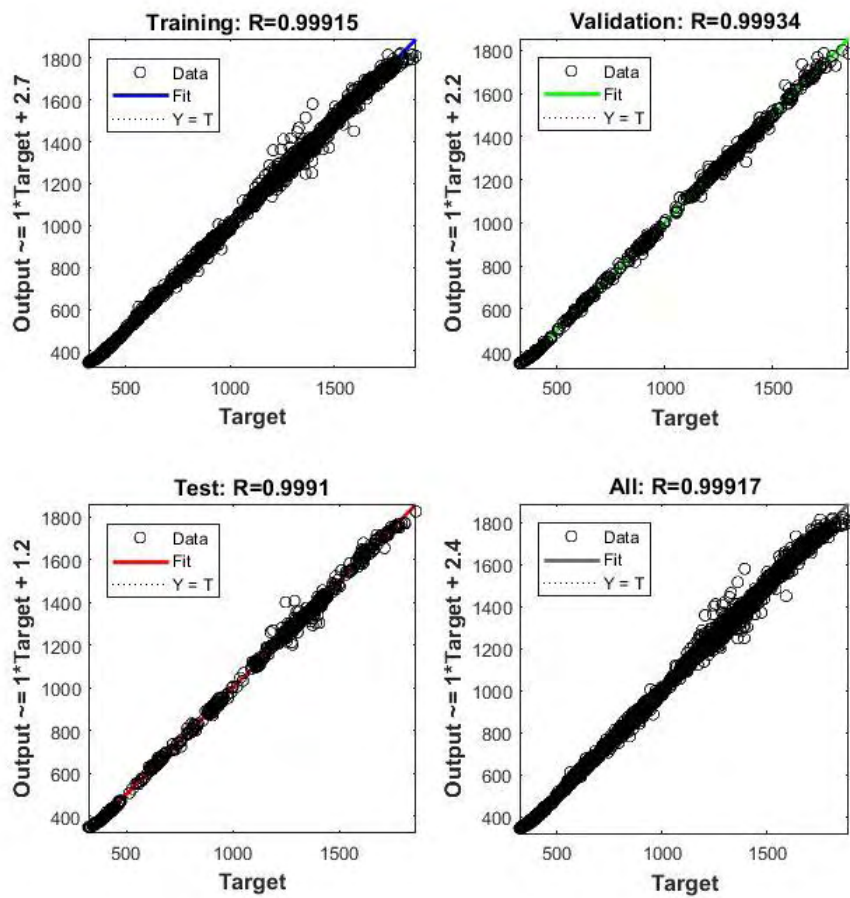 Training: R=0.99915
Output ~= 1*Target + 2.7
1800
1600
1400
1200
1000
800
600
400
Data
Fit
Y = T
500
1000
1500
Target
Validation: R=0.99934
Output ~= 1*Target + 2.2
1800
1600
1400
1200
1000
800
600
400
Data
Fit
Y = T
500
1000
1500
Target
Test: R=0.9991
Output ~= 1*Target + 1.2
1800
1600
1400
1200
1000
800
600
400
Data
Fit
Y = T
500
1000
1500
Target
All: R=0.99917
Output ~= 1*Target + 2.4
1800
1600
1400
1200
1000
800
600
400
Data
Fit
Y = T
500
1000
1500
Target